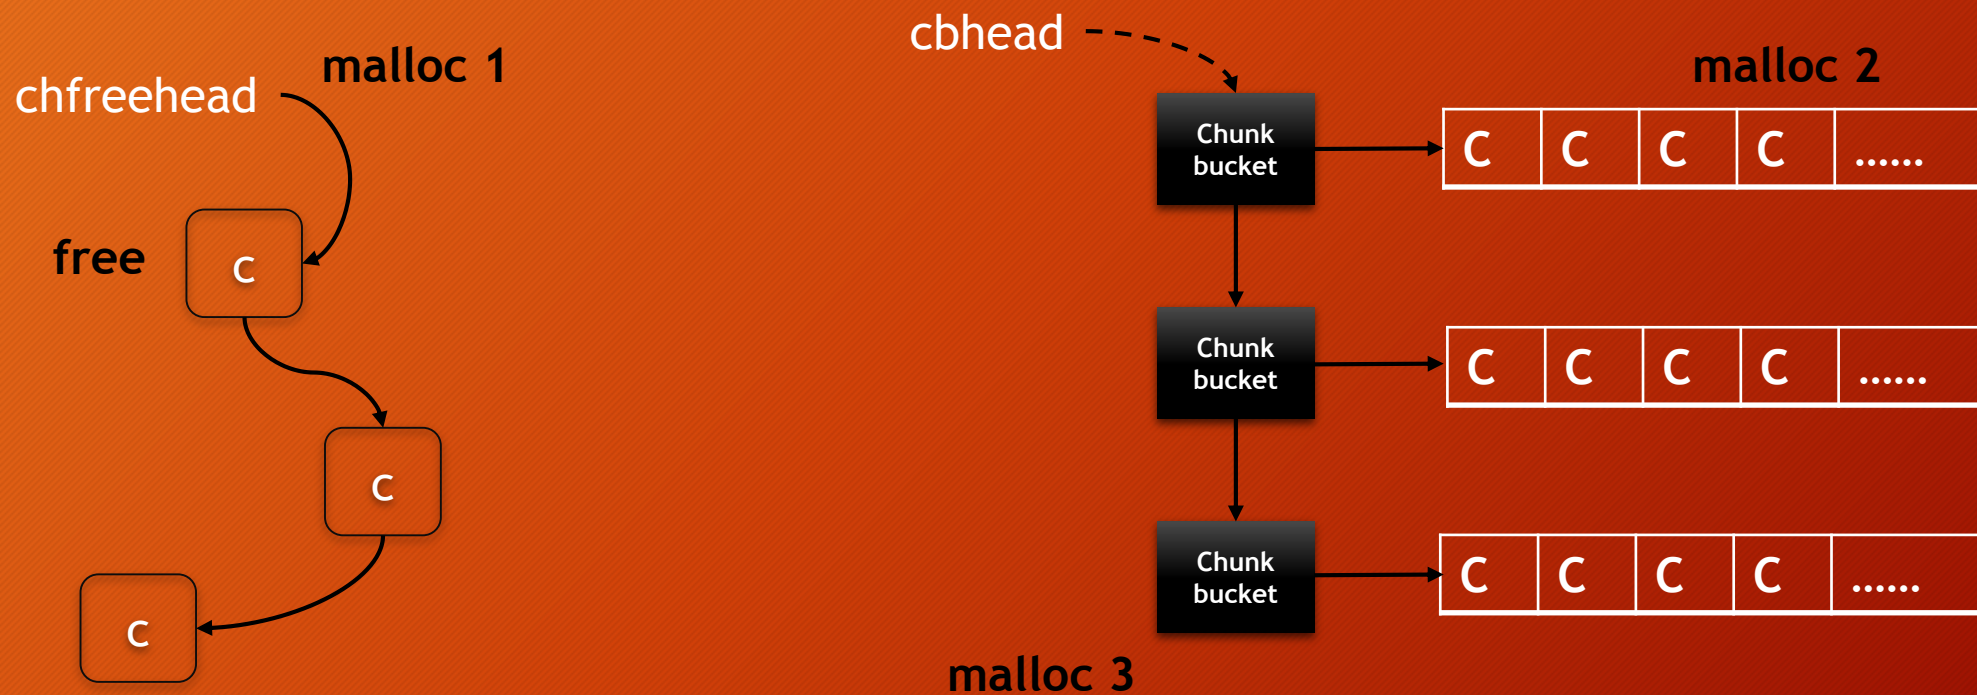 cbhead
malloc 1
malloc 2
chfreehead
Chunk
bucket
C C C C ......
free
c
Chunk
bucket
C C C C ......
c
Chunk
bucket
C C C C ......
c
malloc 3